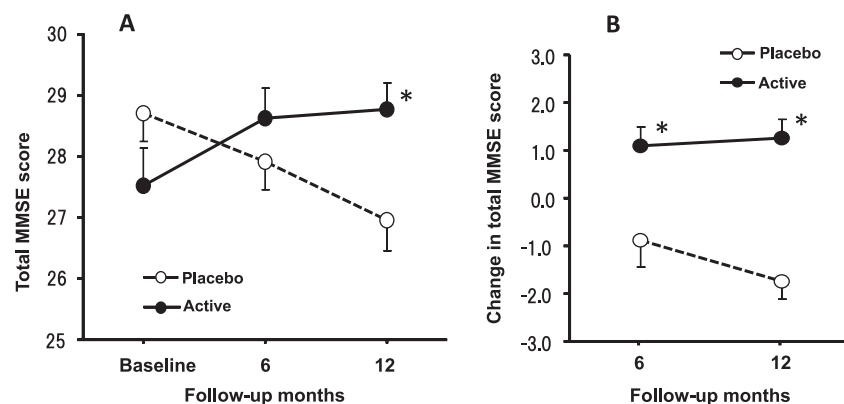 A
Total MMSE score
30
29
28
27
26
25
*
Placebo
Active
Baseline 6 12
Follow-up months
B
Change in total MMSE score
3.0
2.0
1.0
0.0
-1.0
-2.0
-3.0
Placebo
Active
* *
6 12
Follow-up months